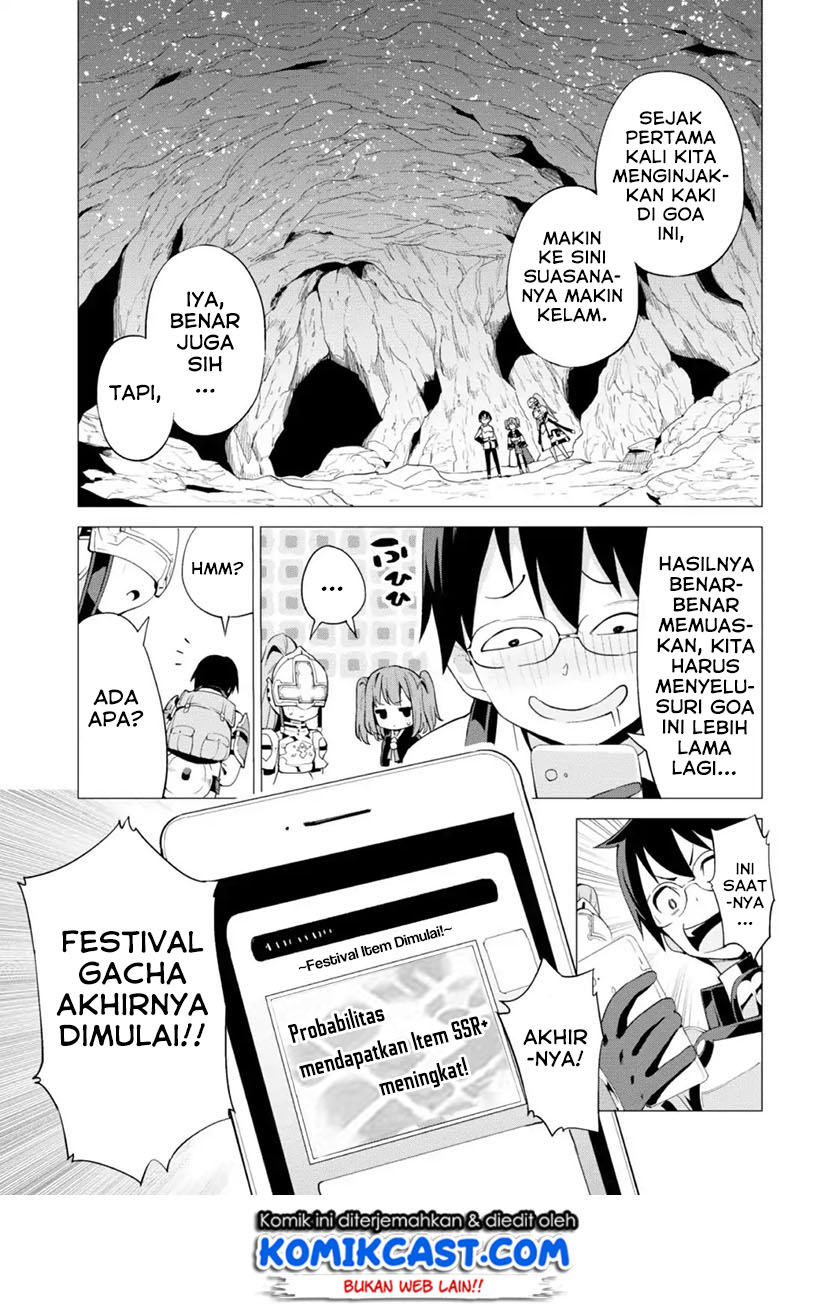 SEJAK
PERTAMA
KALI KITA
MENGINJAK-
KAN KAKI
DI GOA
INI,
MAKIN
KE SINI
SUASANA-
NYA MAKIN
KELAM.
IYA,
BENAR
JUGA
SIH
...
TAPI,
HASILNYA
BENAR-
BENAR
MEMUAS-
KAN, KITA
HARUS
MENYELU-
SURI GOA
INI LEBIH
LAMA
LAGI...
ふひひ
...
HMM?
ADA
APA?
INI
SAAT
-NYA
...
~Festival Item Dimulai!~
Probabilitas
mendapatkan Item SSR+
meningkat!
AKHIR
-NYA!
FESTIVAL
GACHA
AKHIRNYA
DIMULAI!!
Komik ini diterjemahkan & diedit oleh
KOMIKCAST.COM
BUKAN WEB LAIN!!